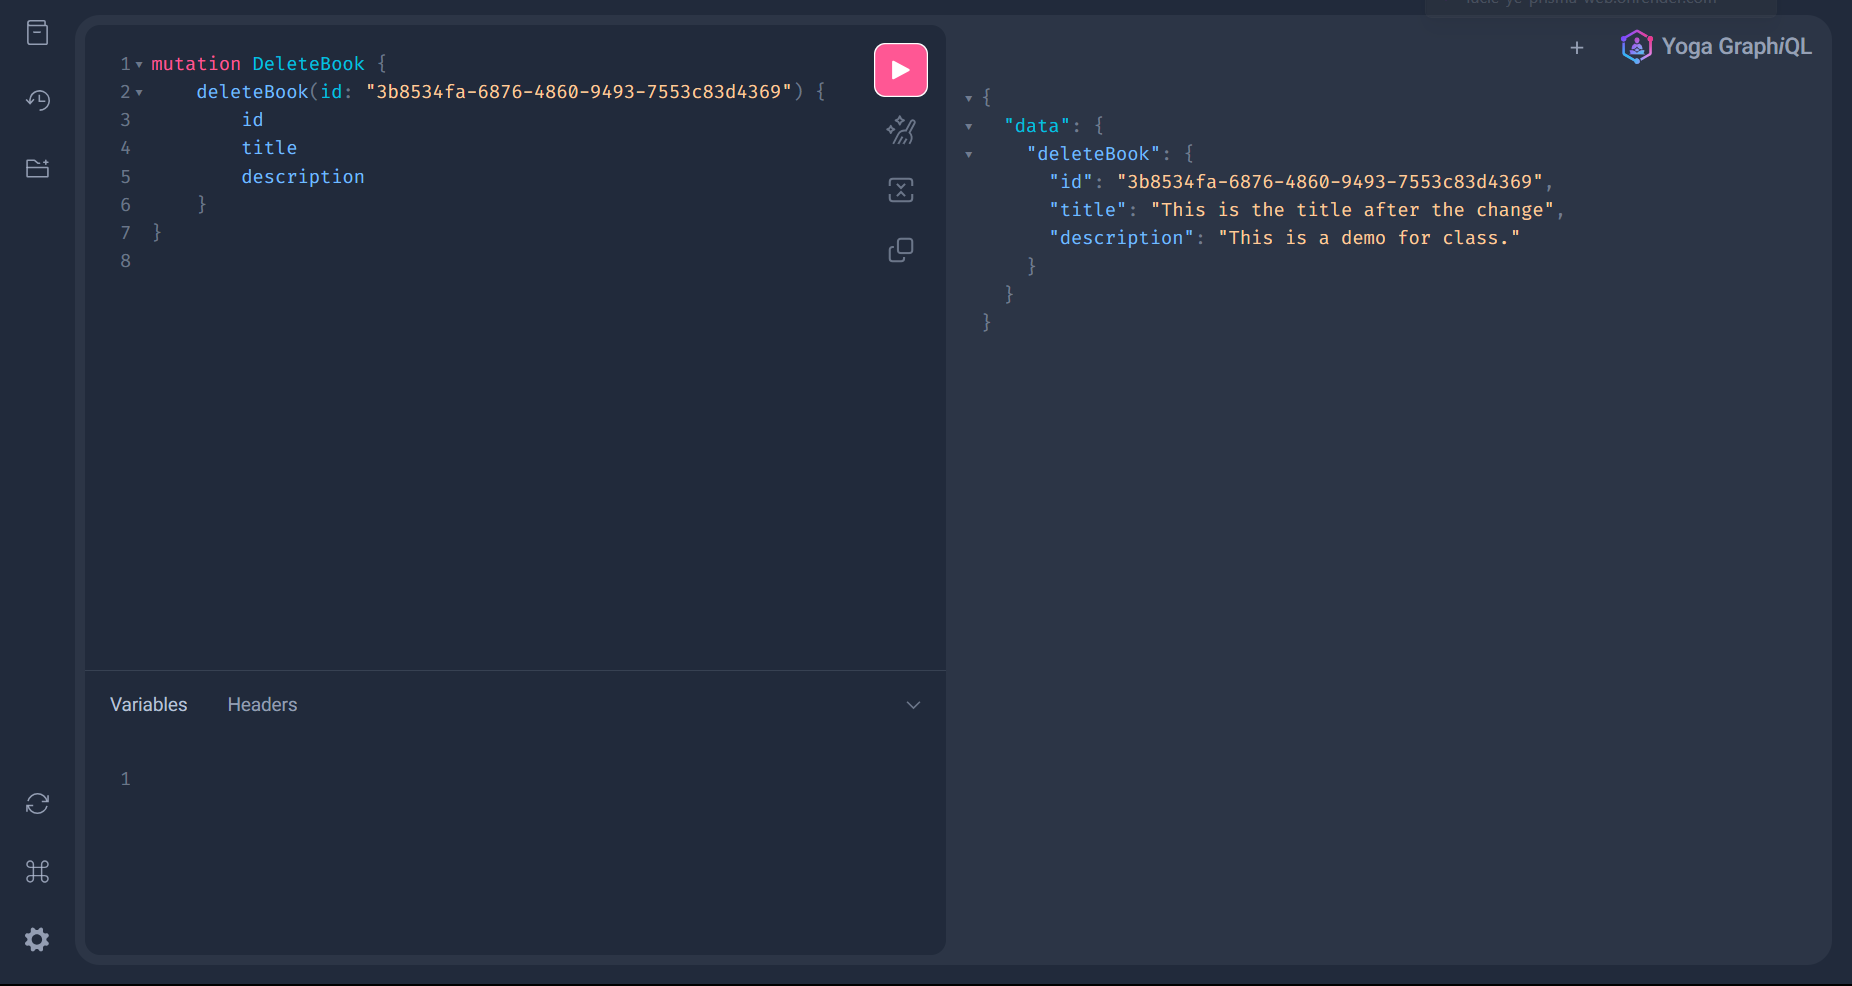 1 mutation DeleteBook {
2 deleteBook(id: "3b8534fa-6876-4860-9493-7553c83d4369") {
3 id
4 title
5 description
6 }
7 }
8
Variables Headers
1
+ Yoga GraphiQL
{
"data": {
"deleteBook": {
"id": "3b8534fa-6876-4860-9493-7553c83d4369",
"title": "This is the title after the change",
"description": "This is a demo for class."
}
}
}